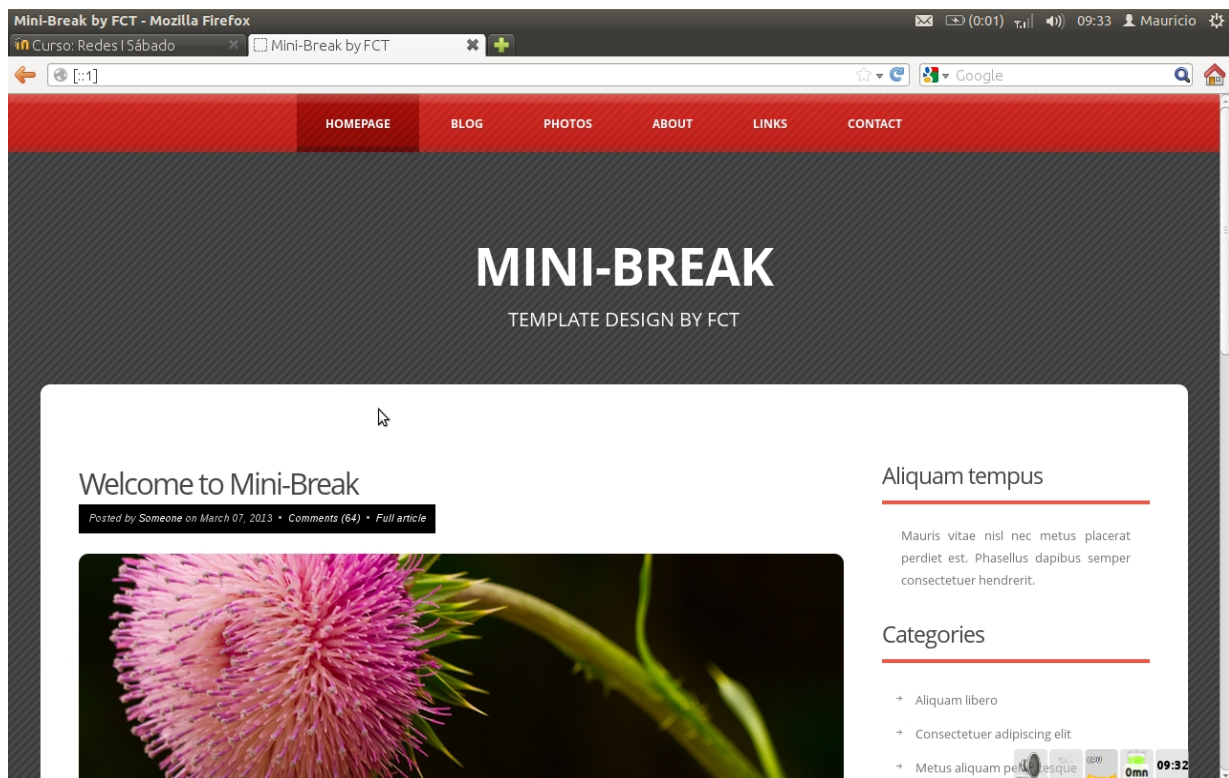 Mini-Break by FCT - Mozilla Firefox
(0:01) 09:33 Mauricio
Curso: Redes I Sábado
Mini-Break by FCT
[::1]
Google
HOMEPAGE BLOG PHOTOS ABOUT LINKS CONTACT
MINI-BREAK
TEMPLATE DESIGN BY FCT
Welcome to Mini-Break
Posted by Someone on March 07, 2013 • Comments (64) • Full article
Aliquam tempus
Mauris vitae nisl nec metus placerat
perdiet est. Phasellus dapibus semper
consectetuer hendrerit.
Categories
Aliquam libero
Consectetuer adipiscing elit
Metus aliquam
CPU
0mn
09:32